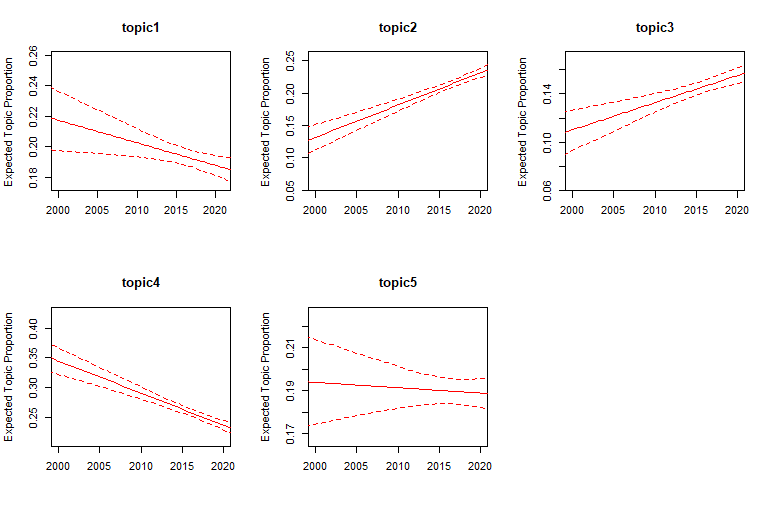 topic1
Expected Topic Proportion
0.18 0.20 0.22 0.24 0.26
2000 2005 2010 2015 2020
topic2
0.05 0.10 0.15 0.20 0.25
2000 2005 2010 2015 2020
topic3
Expected Topic Proportion
0.06 0.10 0.14
2000 2005 2010 2015 2020
topic4
Expected Topic Proportion
0.25 0.30 0.35 0.40
2000 2005 2010 2015 2020
topic5
Expected Topic Proportion
0.17 0.19 0.21
2000 2005 2010 2015 2020